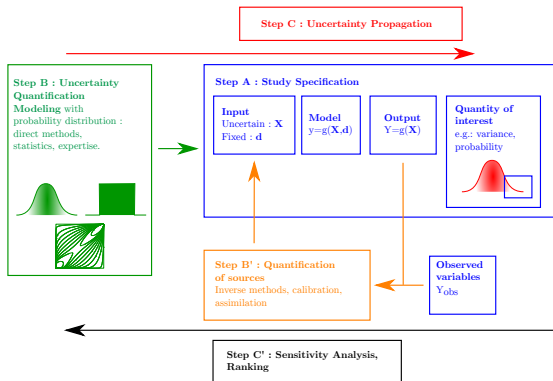 Step C : Uncertainty Propagation
Step B : Uncertainty
Quantification
Modeling with
probability distribution :
direct methods,
statistics, expertise.
Step A : Study Specification
Input
Uncertain : X
Fixed : d
Model
y=g(X,d)
Output
Y=g(X)
Quantity of
interest
e.g.: variance,
probability
Step B' : Quantification
of sources
Inverse methods, calibration,
assimilation
Observed
variables
Yobs
Step C' : Sensitivity Analysis,
Ranking